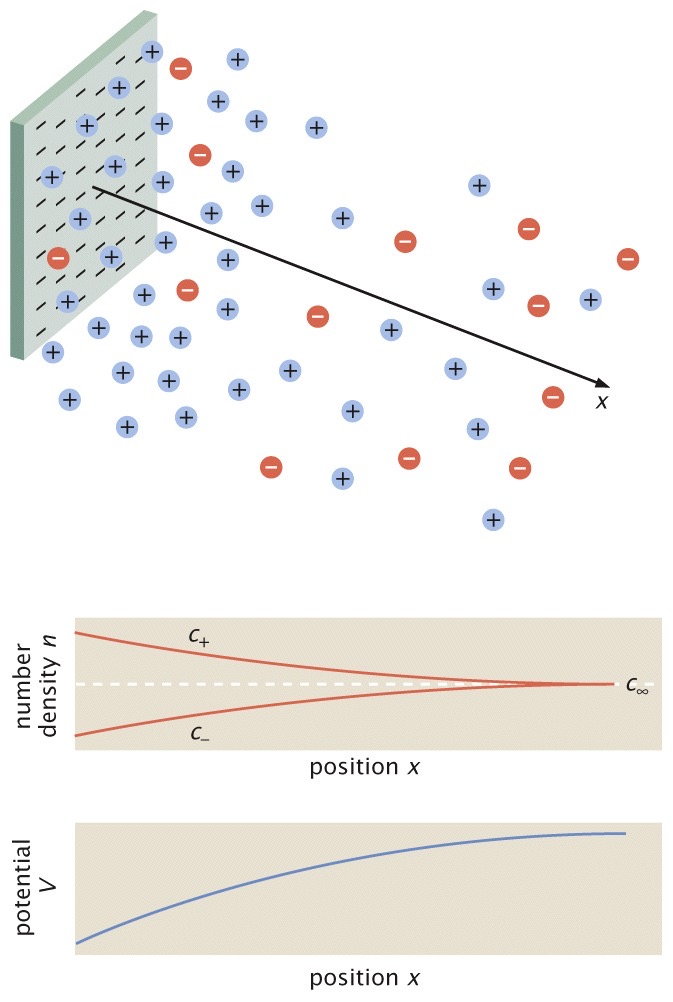 x
number
density n
c₊
c₋
c∞
position x
potential
V
position x